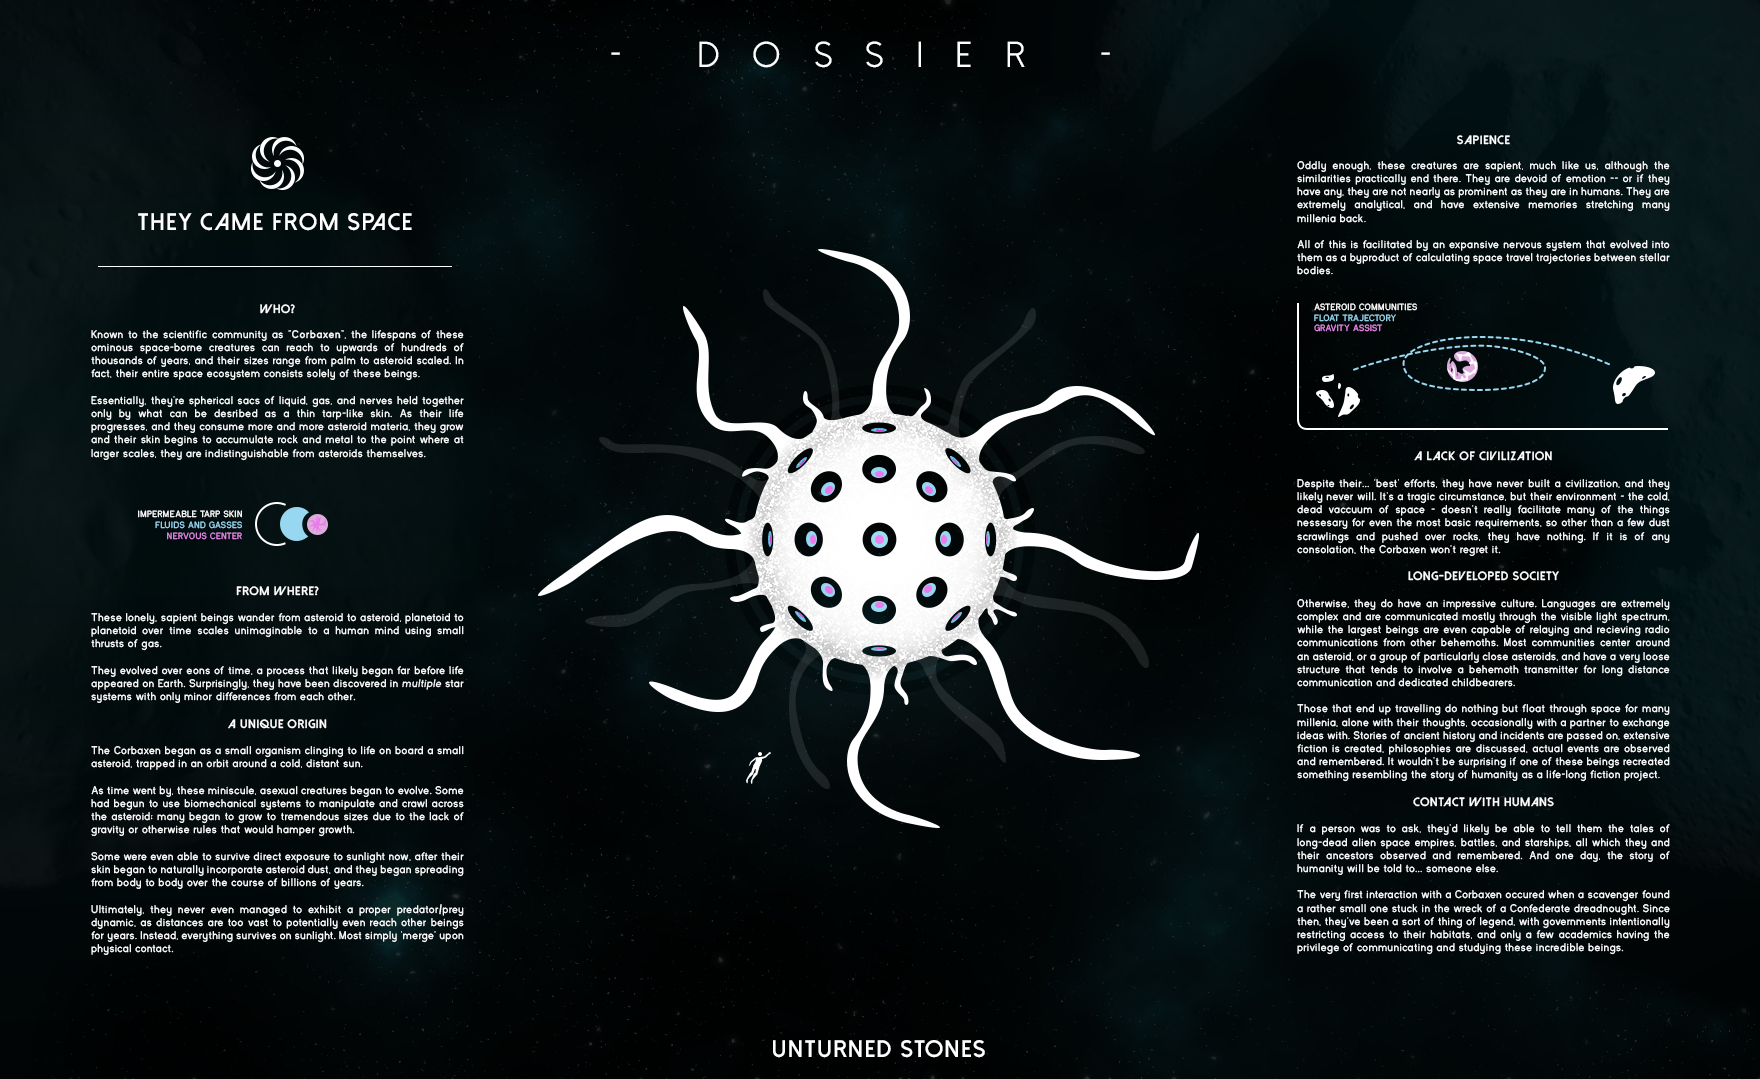 - DOSSIER -
THEY CAME FROM SPACE
WHO?
Known to the scientific community as "Corbaxen", the lifespans of these
ominous space-borne creatures can reach to upwards of hundreds of
thousands of years, and their sizes range from palm to asteroid scaled. In
fact, their entire space ecosystem consists solely of these beings.
Essentially, they're spherical sacs of liquid, gas, and nerves held together
only by what can be desribed as a thin tarp-like skin. As their life
progresses, and they consume more and more asteroid materia, they grow
and their skin begins to accumulate rock and metal to the point where at
larger scales, they are indistinguishable from asteroids themselves.
IMPERMEABLE TARP SKIN
FLUIDS AND GASSES
NERVOUS CENTER
FROM WHERE?
These lonely, sapient beings wander from asteroid to asteroid, planetoid to
planetoid over time scales unimaginable to a human mind using small
thrusts of gas.
They evolved over eons of time, a process that likely began far before life
appeared on Earth. Surprisingly, they have been discovered in multiple star
systems with only minor differences from each other.
A UNIQUE ORIGIN
The Corbaxen began as a small organism clinging to life on board a small
asteroid, trapped in an orbit around a cold, distant sun.
As time went by, these miniscule, asexual creatures began to evolve. Some
had begun to use biomechanical systems to manipulate and crawl across
the asteroid; many began to grow to tremendous sizes due to the lack of
gravity or otherwise rules that would hamper growth.
Some were even able to survive direct exposure to sunlight now, after their
skin began to naturally incorporate asteroid dust, and they began spreading
from body to body over the course of billions of years.
Ultimately, they never even managed to exhibit a proper predator/prey
dynamic, as distances are too vast to potentially even reach other beings
for years. Instead, everything survives on sunlight. Most simply 'merge' upon
physical contact.
SAPIENCE
Oddly enough, these creatures are sapient, much like us, although the
similarities practically end there. They are devoid of emotion -- or if they
have any, they are not nearly as prominent as they are in humans. They are
extremely analytical, and have extensive memories stretching many
millenia back.
All of this is facilitated by an expansive nervous system that evolved into
them as a byproduct of calculating space travel trajectories between stellar
bodies.
ASTEROID COMMUNITIES
FLOAT TRAJECTORY
GRAVITY ASSIST
A LACK OF CIVILIZATION
Despite their... 'best' efforts, they have never built a civilization, and they
likely never will. It's a tragic circumstance, but their environment - the cold,
dead vaccuum of space - doesn't really facilitate many of the things
nessesary for even the most basic requirements, so other than a few dust
scrawlings and pushed over rocks, they have nothing. If it is of any
consolation, the Corbaxen won't regret it.
LONG-DEVELOPED SOCIETY
Otherwise, they do have an impressive culture. Languages are extremely
complex and are communicated mostly through the visible light spectrum,
while the largest beings are even capable of relaying and recieving radio
communications from other behemoths. Most communities center around
an asteroid, or a group of particularly close asteroids, and have a very loose
structure that tends to involve a behemoth transmitter for long distance
communication and dedicated childbearers.
Those that end up travelling do nothing but float through space for many
millenia, alone with their thoughts, occasionally with a partner to exchange
ideas with. Stories of ancient history and incidents are passed on, extensive
fiction is created, philosophies are discussed, actual events are observed
and remembered. It wouldn't be surprising if one of these beings recreated
something resembling the story of humanity as a life-long fiction project.
CONTACT WITH HUMANS
If a person was to ask, they'd likely be able to tell them the tales of
long-dead alien space empires, battles, and starships, all which they and
their ancestors observed and remembered. And one day, the story of
humanity will be told to... someone else.
The very first interaction with a Corbaxen occured when a scavenger found
a rather small one stuck in the wreck of a Confederate dreadnought. Since
then, they've been a sort of thing of legend, with governments intentionally
restricting access to their habitats, and only a few academics having the
privilege of communicating and studying these incredible beings.
UNTURNED STONES